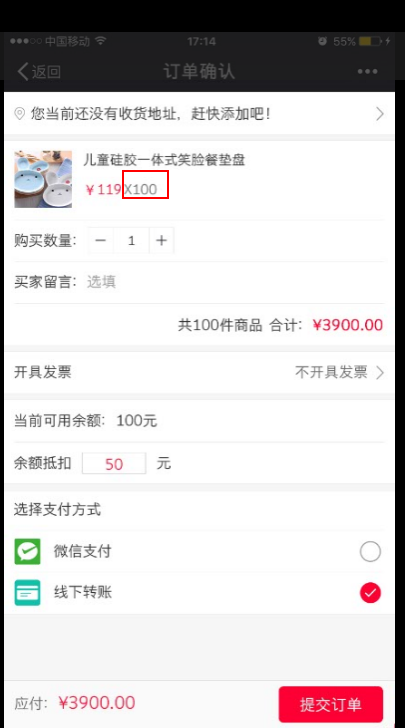 中国移动 17:14 55%
返回 订单确认
您当前还没有收货地址，赶快添加吧！
儿童硅胶一体式笑脸餐垫盘
¥119X100
购买数量： － 1 ＋
买家留言：选填
共100件商品 合计：¥3900.00
开具发票 不开具发票
当前可用余额：100元
余额抵扣 50 元
选择支付方式
微信支付
线下转账
应付：¥3900.00 提交订单